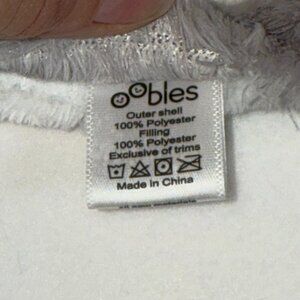 oobles
Outer shell
100% Polyester
Filling
100% Polyester
Exclusive of trims
Made in China